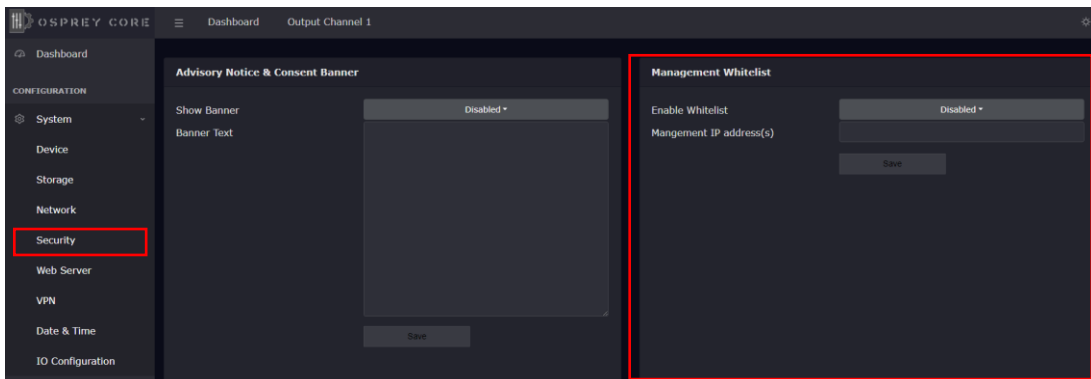 OSPREY CORE
Dashboard
Output Channel 1
Dashboard
CONFIGURATION
System
Device
Storage
Network
Security
Web Server
VPN
Date & Time
IO Configuration
Advisory Notice & Consent Banner
Show Banner
Disabled
Banner Text
Save
Management Whitelist
Enable Whitelist
Disabled
Mangement IP address(s)
Save